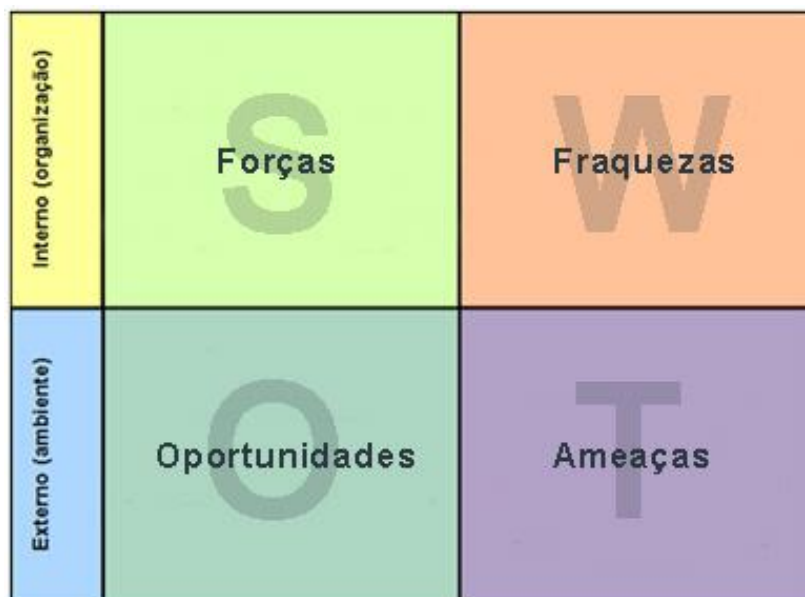 Interno (organização)
S
Forças
W
Fraquezas
Externo (ambiente)
O
Oportunidades
T
Ameaças